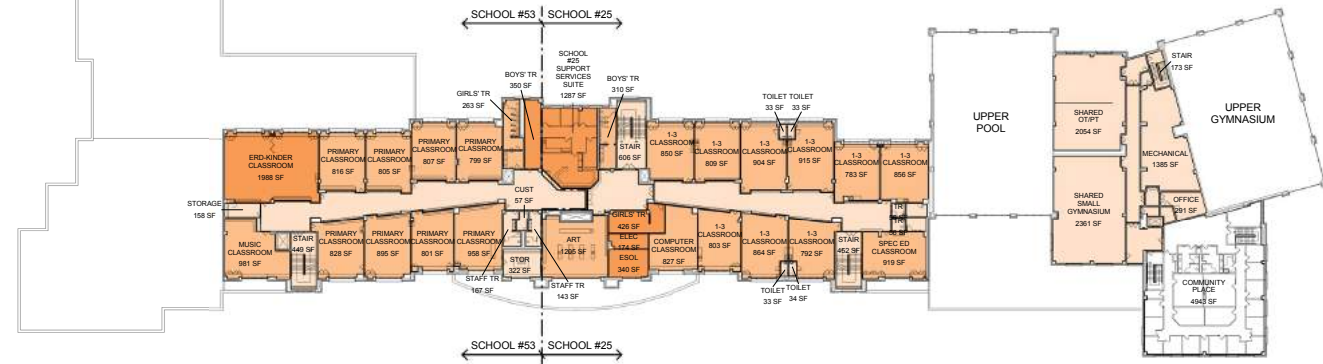 SCHOOL #53
SCHOOL #25
SCHOOL
#25
SUPPORT
SERVICES
SUITE
1287 SF
BOYS' TR
350 SF
BOYS' TR
310 SF
GIRLS' TR
263 SF
TOILET TOILET
33 SF
33 SF
STAIR
173 SF
UPPER
POOL
UPPER
GYMNASIUM
SHARED
OT/PT
2054 SF
MECHANICAL
1385 SF
ERD-KINDER
CLASSROOM
1988 SF
PRIMARY
CLASSROOM
816 SF
PRIMARY
CLASSROOM
805 SF
PRIMARY
CLASSROOM
807 SF
PRIMARY
CLASSROOM
799 SF
STAIR
606 SF
1-3
CLASSROOM
850 SF
1-3
CLASSROOM
809 SF
1-3
CLASSROOM
904 SF
1-3
CLASSROOM
915 SF
1-3
CLASSROOM
783 SF
1-3
CLASSROOM
856 SF
CUST
57 SF
STORAGE
158 SF
SHARED
SMALL
GYMNASIUM
2361 SF
OFFICE
291 SF
TR
TR
MUSIC
CLASSROOM
981 SF
STAIR
449 SF
PRIMARY
CLASSROOM
828 SF
PRIMARY
CLASSROOM
895 SF
PRIMARY
CLASSROOM
801 SF
PRIMARY
CLASSROOM
958 SF
STOR
322 SF
ART
GIRLS' TR
426 SF
ELEC
174 SF
ESOL
340 SF
COMPUTER
CLASSROOM
827 SF
1-3
CLASSROOM
803 SF
1-3
CLASSROOM
864 SF
1-3
CLASSROOM
792 SF
STAIR
452 SF
SPEC ED
CLASSROOM
919 SF
STAFF TR
167 SF
STAFF TR
143 SF
TOILET
33 SF
TOILET
34 SF
COMMUNITY
PLACE
4943 SF
SCHOOL #53
SCHOOL #25